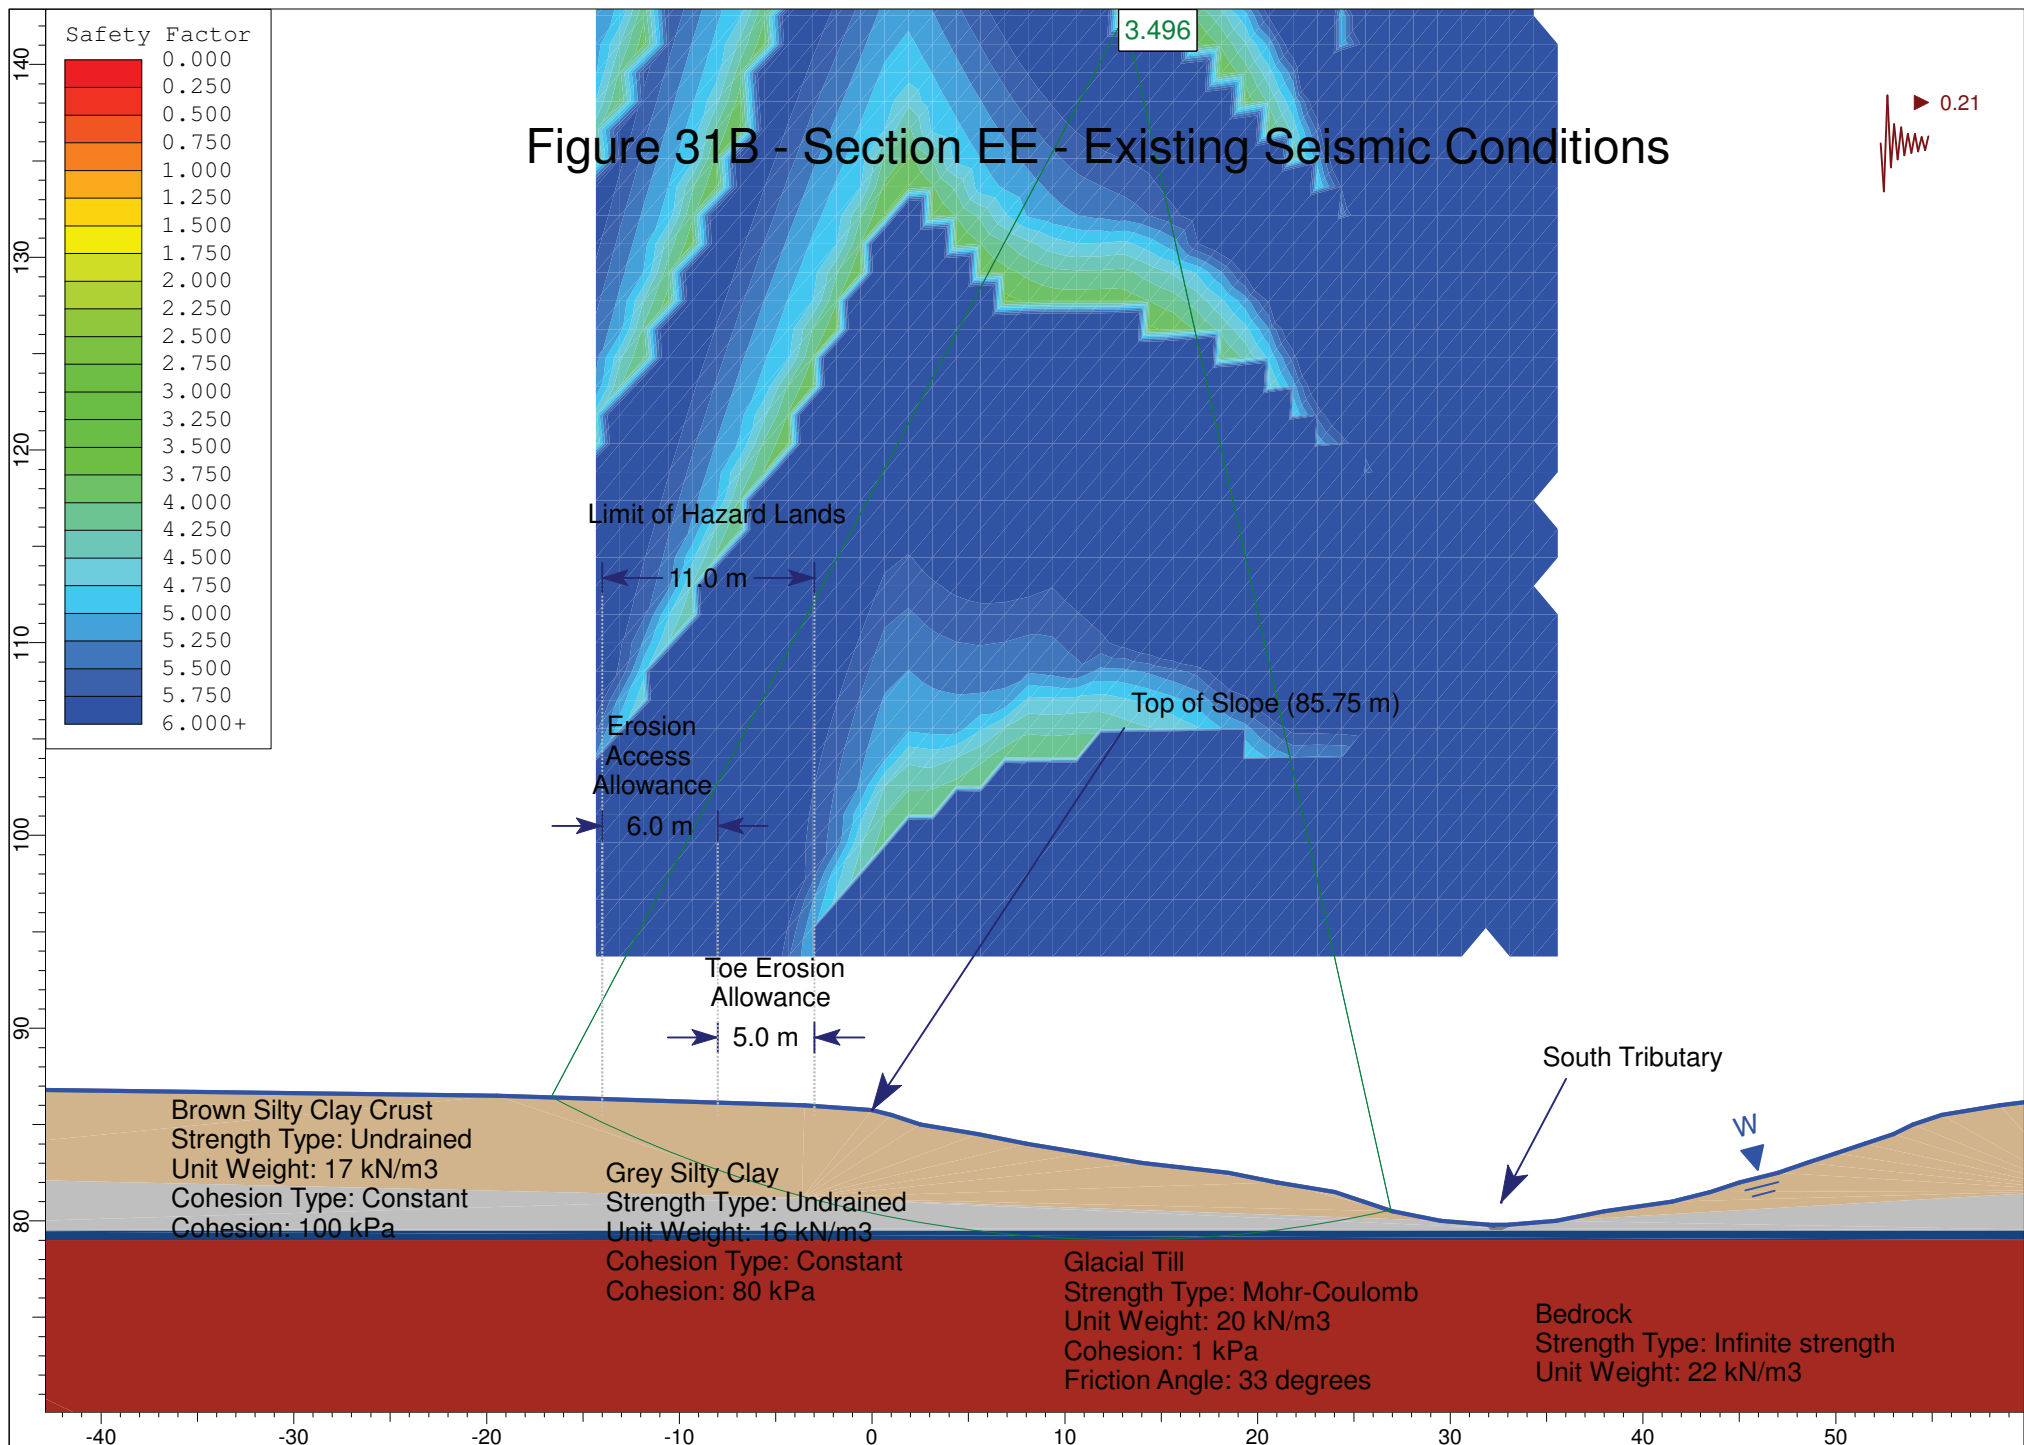 Safety Factor
0.000
0.250
0.500
0.750
1.000
1.250
1.500
1.750
2.000
2.250
2.500
2.750
3.000
3.250
3.500
3.750
4.000
4.250
4.500
4.750
5.000
5.250
5.500
5.750
6.000+
3.496
0.21
Figure 31B - Section EE - Existing Seismic Conditions
Limit of Hazard Lands
11.0 m
Erosion
Access
Allowance
6.0 m
Top of Slope (85.75 m)
Toe Erosion
Allowance
5.0 m
South Tributary
W
Brown Silty Clay Crust
Strength Type: Undrained
Unit Weight: 17 kN/m3
Cohesion Type: Constant
Cohesion: 100 kPa
Grey Silty Clay
Strength Type: Undrained
Unit Weight: 16 kN/m3
Cohesion Type: Constant
Cohesion: 80 kPa
Glacial Till
Strength Type: Mohr-Coulomb
Unit Weight: 20 kN/m3
Cohesion: 1 kPa
Friction Angle: 33 degrees
Bedrock
Strength Type: Infinite strength
Unit Weight: 22 kN/m3
140
130
120
110
100
90
80
-40
-30
-20
-10
0
10
20
30
40
50